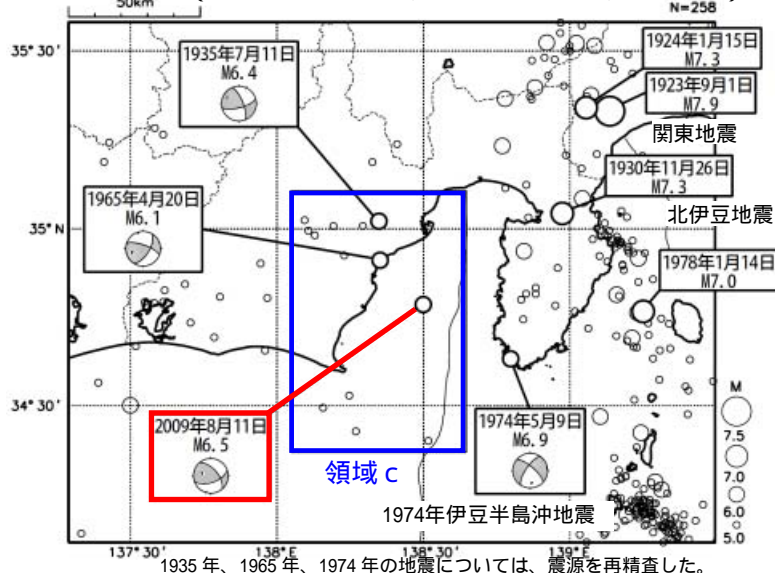 50km
N=258
35°30'
1935年7月11日
M6.4
1924年1月15日
M7.3
1923年9月1日
M7.9
関東地震
1965年4月20日
M6.1
1930年11月26日
M7.3
北伊豆地震
35°N
1978年1月14日
M7.0
34°30'
2009年8月11日
M6.5
領域 c
1974年5月9日
M6.9
1974年伊豆半島沖地震
M
7.5
7.0
6.0
5.0
137°30'
138°E
138°30'
139°
1935 年、1965 年、1974 年の地震については、震源を再精査した。